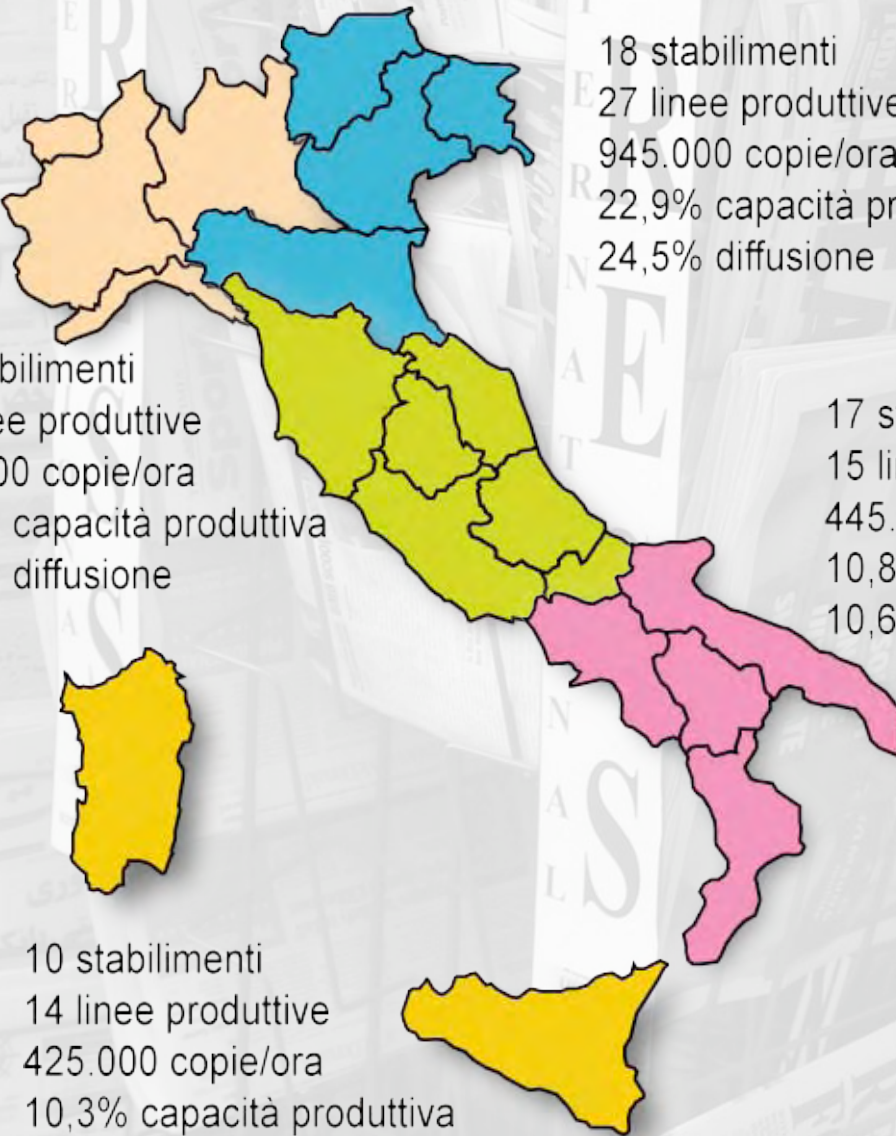 18 stabilimenti
27 linee produttive
945.000 copie/ora
22,9% capacità pr
24,5% diffusione
bilimenti
ee produttive
00 copie/ora
capacità produttiva
diffusione
17 s
15 li
445.
10,8
10,6
10 stabilimenti
14 linee produttive
425.000 copie/ora
10,3% capacità produttiva